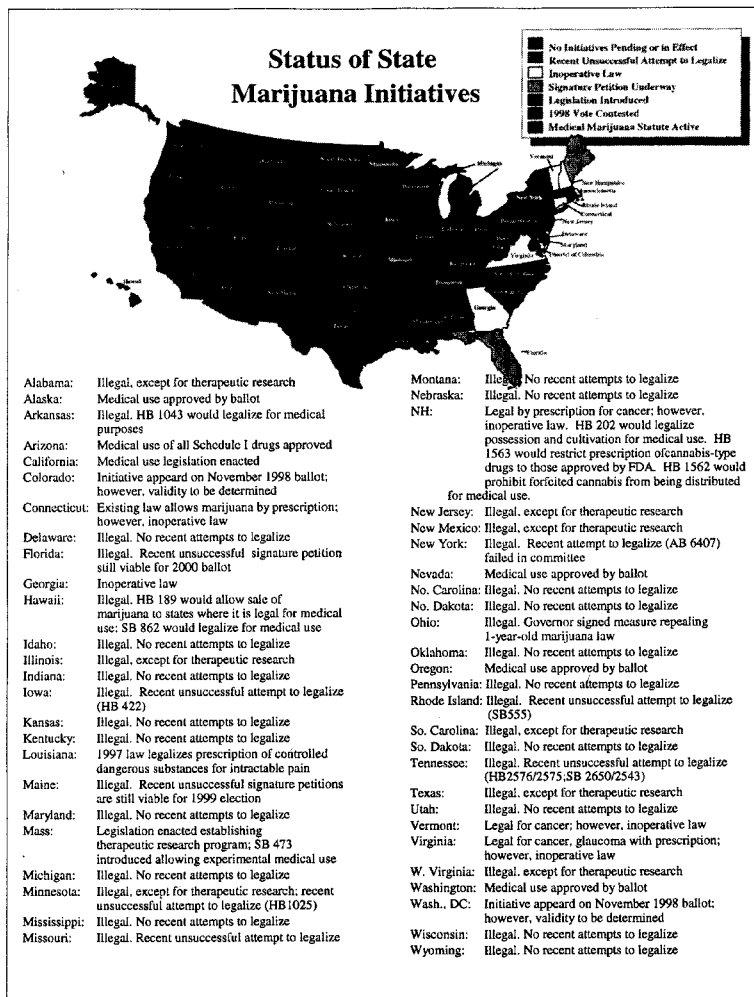 Status of State
Marijuana Initiatives
No Initiatives Pending or in Effect
Recent Unsuccessful Attempt to Legalize
Inoperative Law
Signature Petition Underway
Legislation Introduced
1998 Vote Contested
Medical Marijuana Statute Active
Michigan
Vermont
New Hampshire
Rhode Island
Connecticut
New York
New Jersey
Delaware
Maryland
District of Columbia
Virginia
Georgia
Florida
Hawaii
Alabama: Illegal, except for therapeutic research
Alaska: Medical use approved by ballot
Arkansas: Illegal. HB 1043 would legalize for medical
purposes
Arizona: Medical use of all Schedule I drugs approved
California: Medical use legislation enacted
Colorado: Initiative appeard on November 1998 ballot;
however, validity to be determined
Connecticut: Existing law allows marijuana by prescription;
however, inoperative law
Delaware: Illegal. No recent attempts to legalize
Florida: Illegal. Recent unsuccessful signature petition
still viable for 2000 ballot
Georgia: Inoperative law
Hawaii: Illegal. HB 189 would allow sale of
marijuana to states where it is legal for medical
use; SB 862 would legalize for medical use
Idaho: Illegal. No recent attempts to legalize
Illinois: Illegal, except for therapeutic research
Indiana: Illegal. No recent attempts to legalize
Iowa: Illegal. Recent unsuccessful attempt to legalize
(HB 422)
Kansas: Illegal. No recent attempts to legalize
Kentucky: Illegal. No recent attempts to legalize
Louisiana: 1997 law legalizes prescription of controlled
dangerous substances for intractable pain
Maine: Illegal. Recent unsuccessful signature petitions
are still viable for 1999 election
Maryland: Illegal. No recent attempts to legalize
Mass: Legislation enacted establishing
therapeutic research program; SB 473
introduced allowing experimental medical use
Michigan: Illegal. No recent attempts to legalize
Minnesota: Illegal, except for therapeutic research; recent
unsuccessful attempt to legalize (HB1025)
Mississippi: Illegal. No recent attempts to legalize
Missouri: Illegal. Recent unsuccessful attempt to legalize
Montana: Illegal. No recent attempts to legalize
Nebraska: Illegal. No recent attempts to legalize
NH: Legal by prescription for cancer; however,
inoperative law. HB 202 would legalize
possession and cultivation for medical use. HB
1563 would restrict prescription ofcannabis-type
drugs to those approved by FDA. HB 1562 would
prohibit forfeited cannabis from being distributed
for medical use.
New Jersey: Illegal, except for therapeutic research
New Mexico: Illegal, except for therapeutic research
New York: Illegal. Recent attempt to legalize (AB 6407)
failed in committee
Nevada: Medical use approved by ballot
No. Carolina: Illegal. No recent attempts to legalize
No. Dakota: Illegal. No recent attempts to legalize
Ohio: Illegal. Governor signed measure repealing
1-year-old marijuana law
Oklahoma: Illegal. No recent attempts to legalize
Oregon: Medical use approved by ballot
Pennsylvania: Illegal. No recent attempts to legalize
Rhode Island: Illegal. Recent unsuccessful attempt to legalize
(SB555)
So. Carolina: Illegal, except for therapeutic research
So. Dakota: Illegal. No recent attempts to legalize
Tennessee: Illegal. Recent unsuccessful attempt to legalize
(HB2576/2575;SB 2650/2543)
Texas: Illegal, except for therapeutic research
Utah: Illegal. No recent attempts to legalize
Vermont: Legal for cancer; however, inoperative law
Virginia: Legal for cancer, glaucoma with prescription;
however, inoperative law
W. Virginia: Illegal, except for therapeutic research
Washington: Medical use approved by ballot
Wash., DC: Initiative appeard on November 1998 ballot;
however, validity to be determined
Wisconsin: Illegal. No recent attempts to legalize
Wyoming: Illegal. No recent attempts to legalize